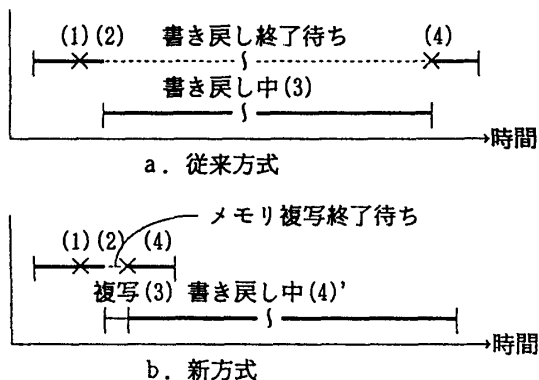 (1)(2) 書き戻し終了待ち (4)
書き戻し中(3)
時間
a. 従来方式
メモリ複写終了待ち
(1)(2) (4)
複写(3) 書き戻し中(4)'
時間
b. 新方式